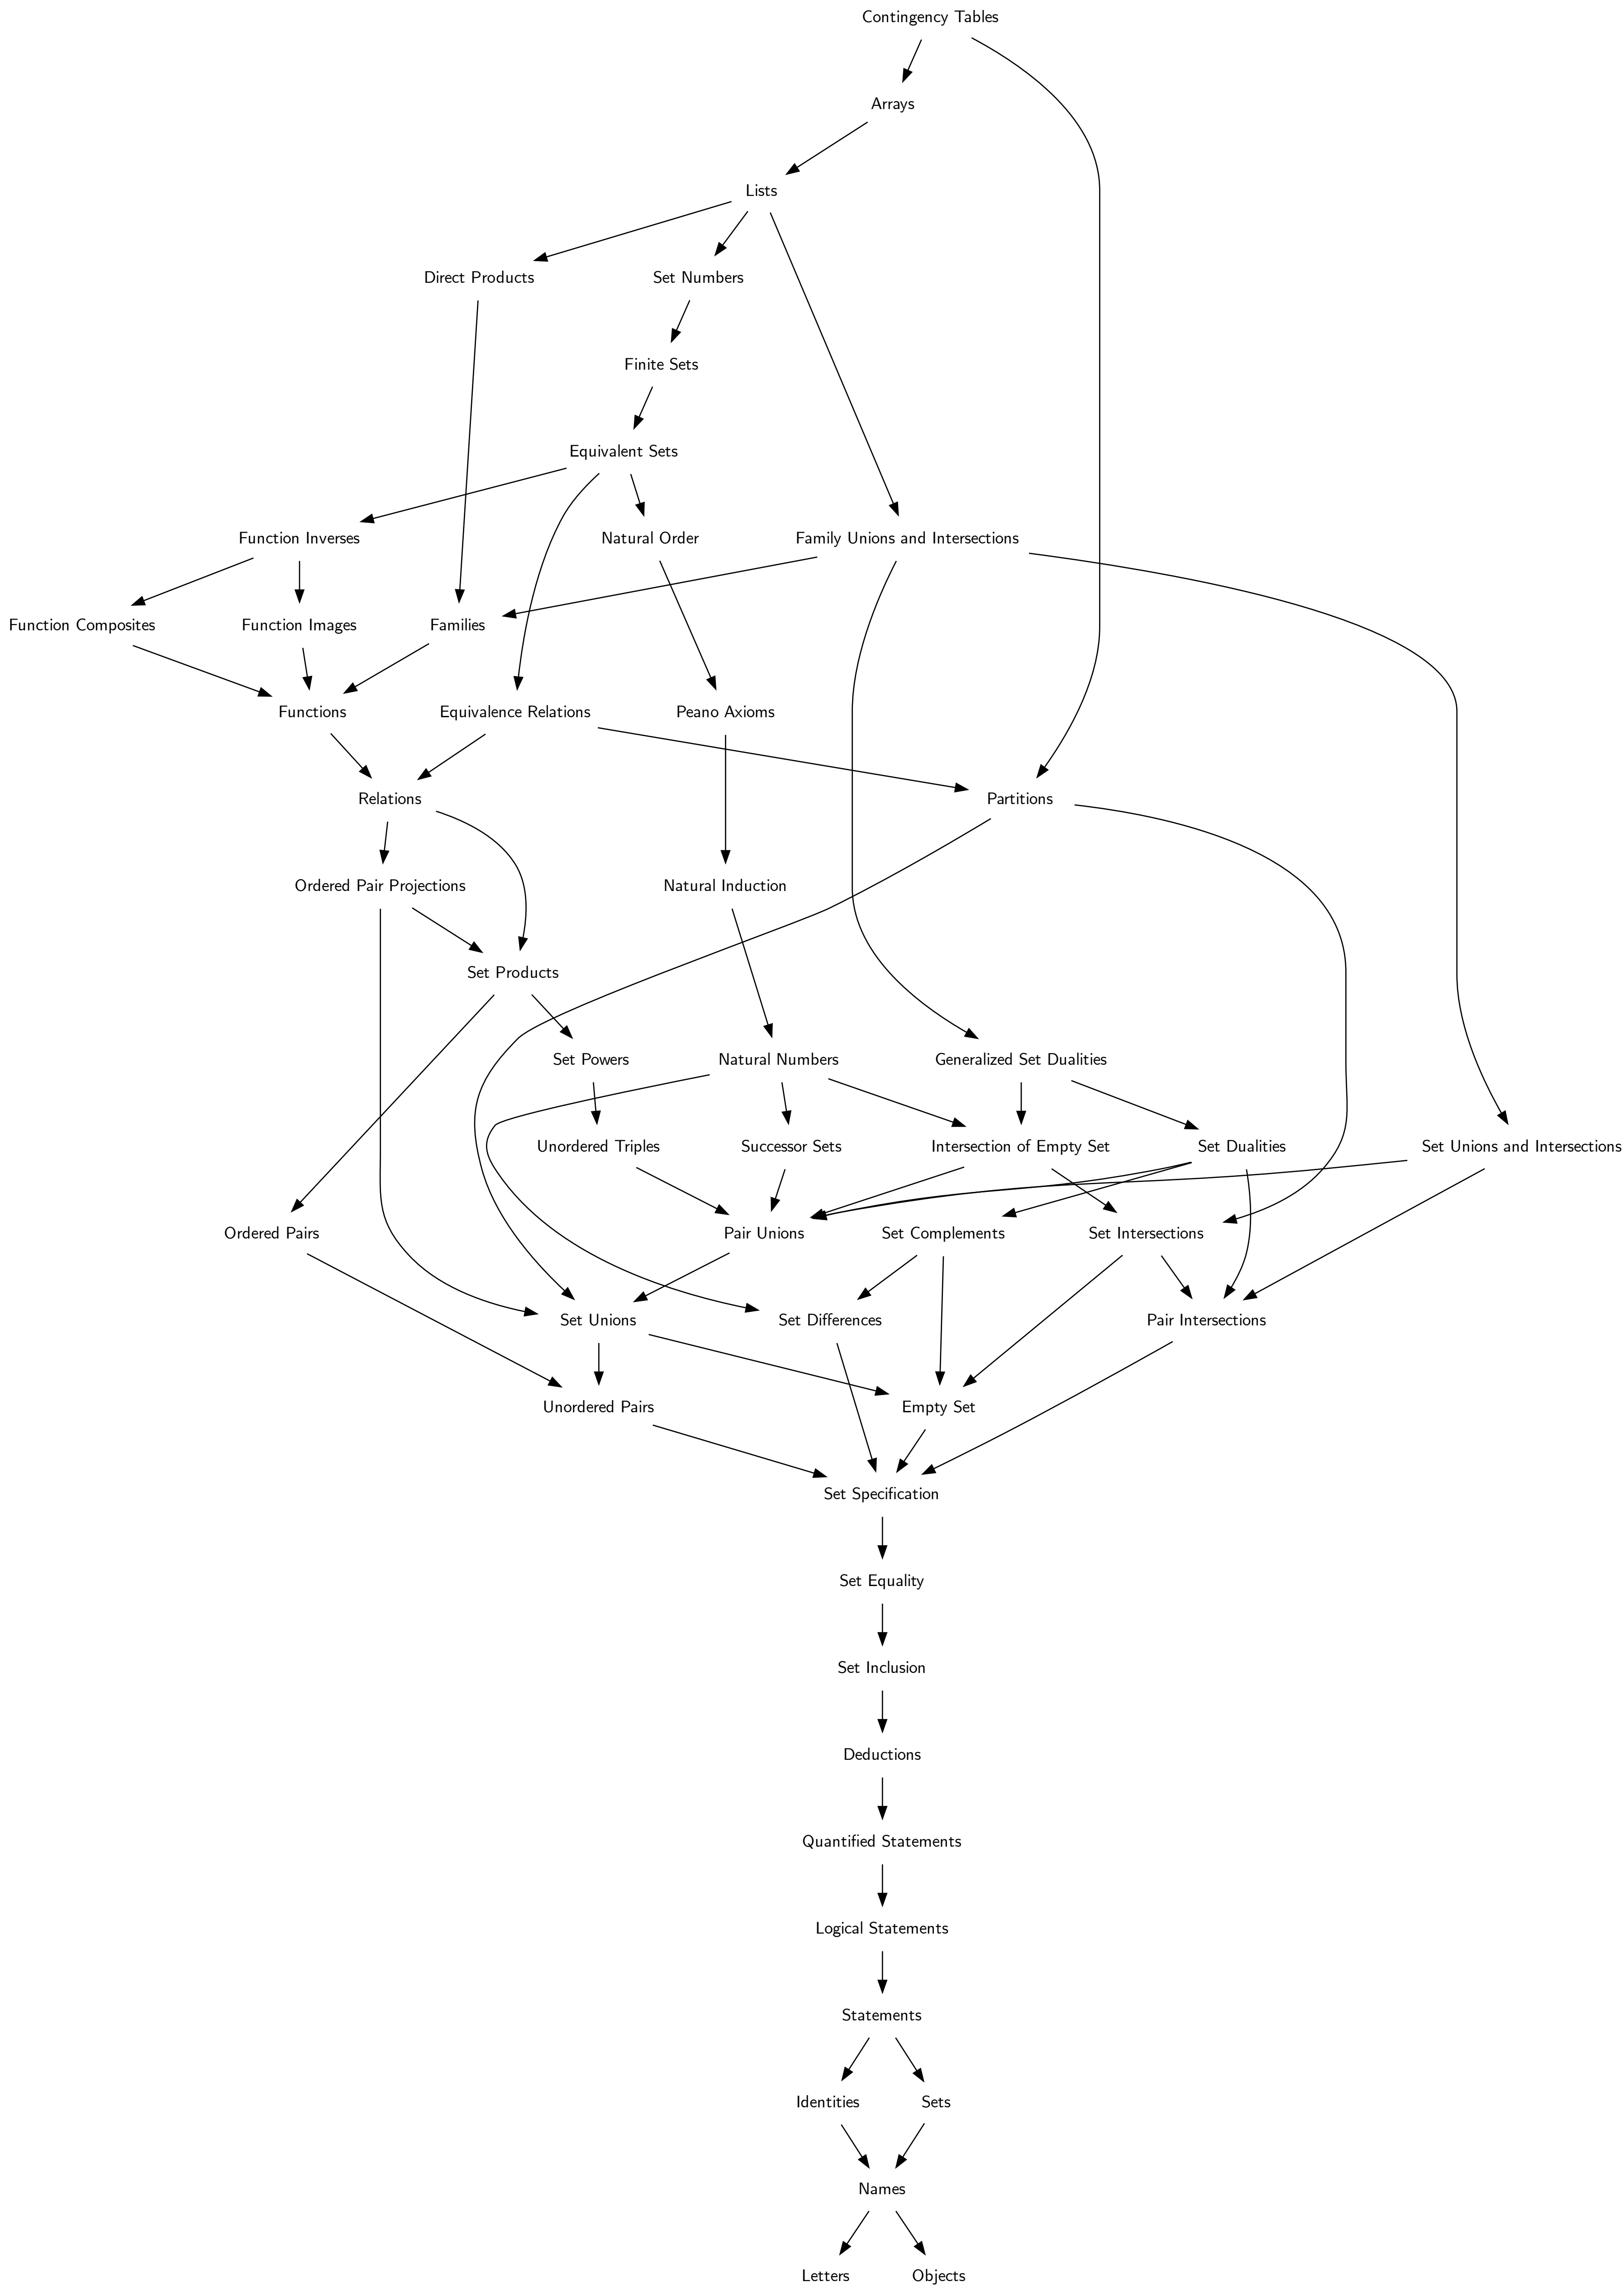 Contingency Tables
Arrays
Lists
Direct Products
Set Numbers
Finite Sets
Equivalent Sets
Function Inverses
Natural Order
Family Unions and Intersections
Function Composites
Function Images
Families
Functions
Equivalence Relations
Peano Axioms
Relations
Partitions
Ordered Pair Projections
Natural Induction
Set Products
Set Powers
Natural Numbers
Generalized Set Dualities
Unordered Triples
Successor Sets
Intersection of Empty Set
Set Dualities
Set Unions and Intersections
Ordered Pairs
Pair Unions
Set Complements
Set Intersections
Set Unions
Set Differences
Pair Intersections
Unordered Pairs
Empty Set
Set Specification
Set Equality
Set Inclusion
Deductions
Quantified Statements
Logical Statements
Statements
Identities
Sets
Names
Letters
Objects